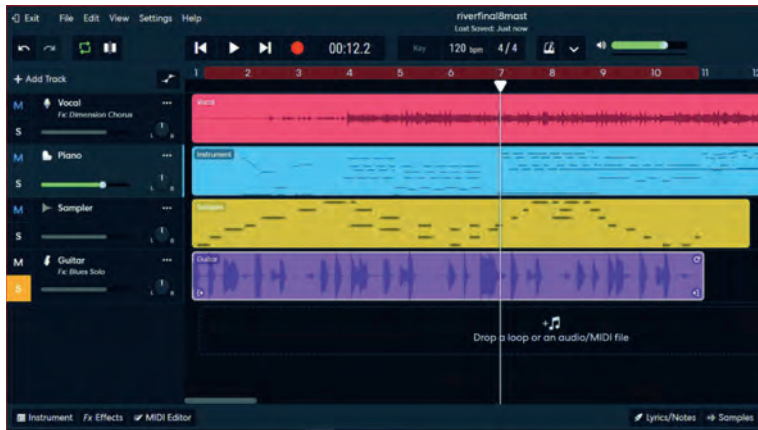 Exit File Edit View Settings Help
riverfinal8mast
Last Saved: Just now
00:12.2 Key 120 bpm 4/4
+ Add Track
1 2 3 4 5 6 7 8 9 10 11 12
M Vocal ...
Fx: Dimension Chorus
S L R
Vocal
M Piano ...
S
Instrument
M Sampler ...
S L R
Sampler
M Guitar ...
Fx: Blues Solo
S L R
Guitar
Drop a loop or an audio/MIDI file
Instrument Fx Effects MIDI Editor Lyrics/Notes Samples